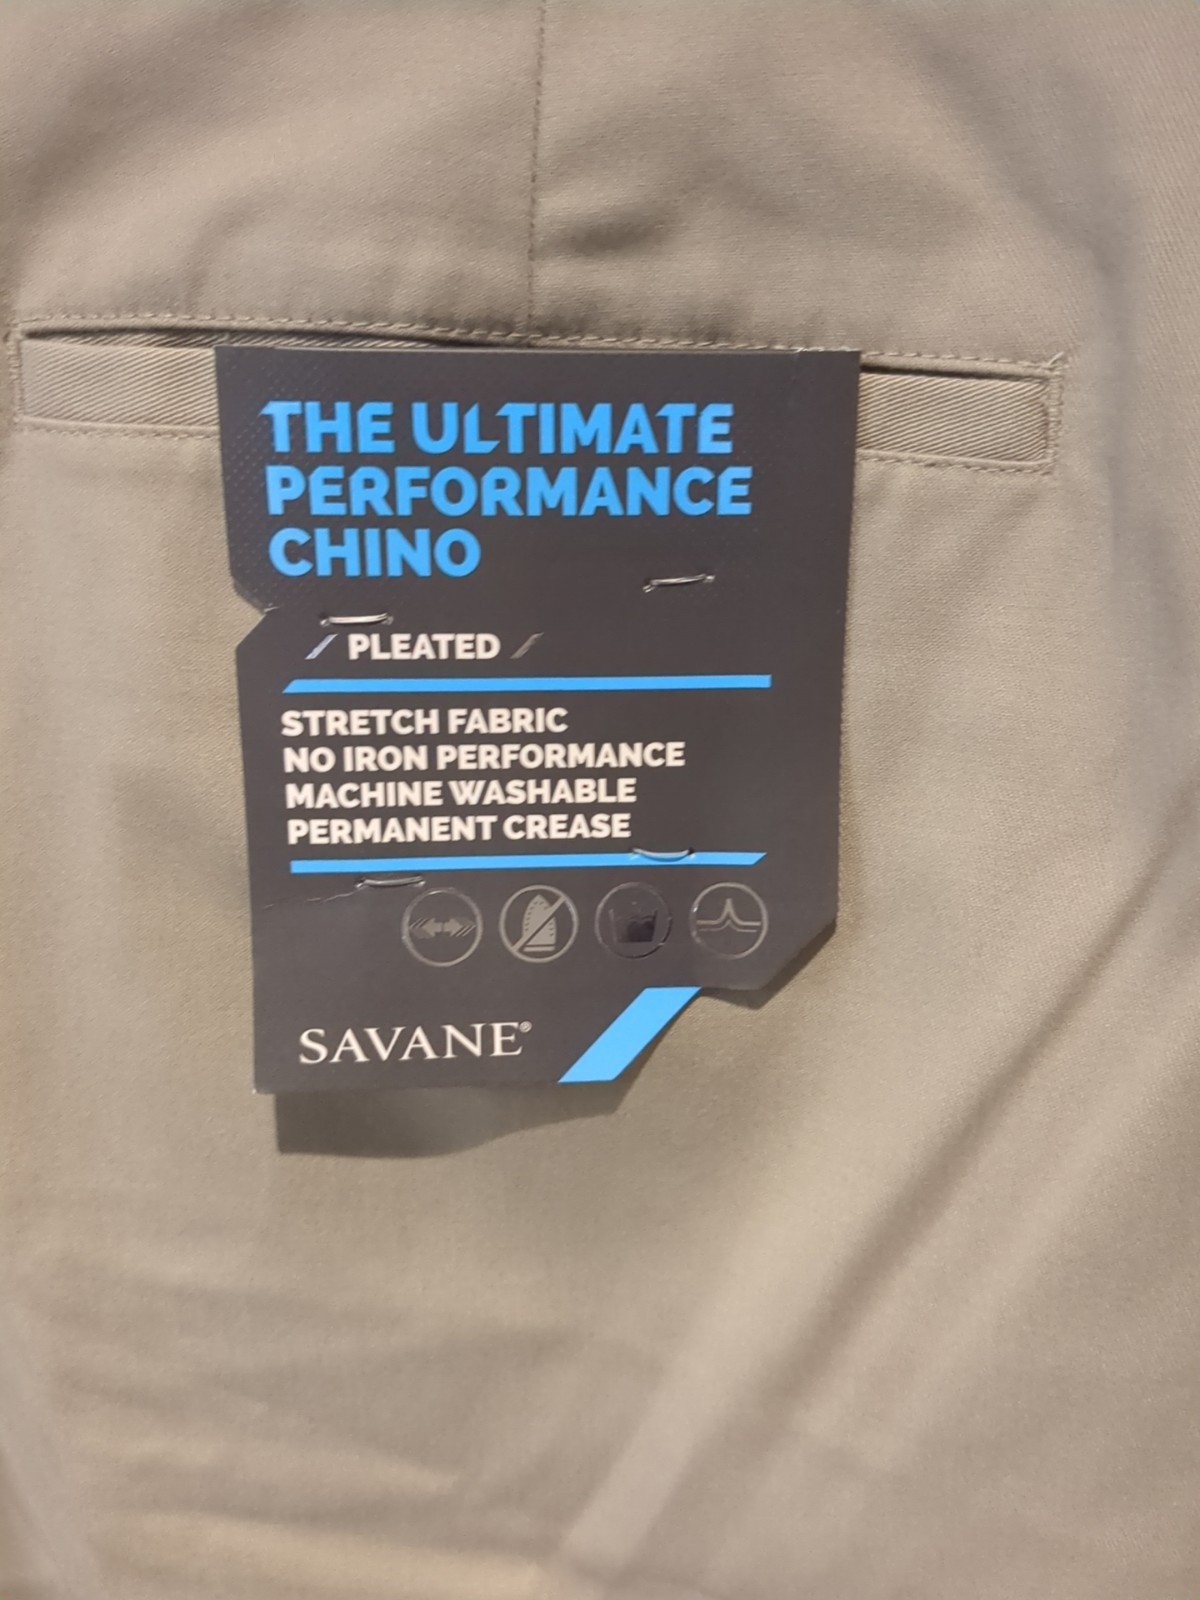 THE ULTIMATE
PERFORMANCE
CHINO
/ PLEATED /
STRETCH FABRIC
NO IRON PERFORMANCE
MACHINE WASHABLE
PERMANENT CREASE
SAVANE®